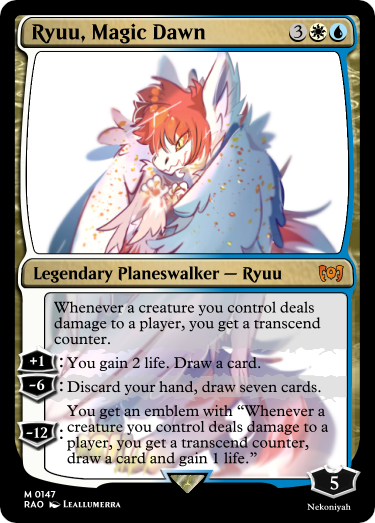 Ryuu, Magic Dawn 3
Legendary Planeswalker — Ryuu
Whenever a creature you control deals
damage to a player, you get a transcend
counter.
+1: You gain 2 life. Draw a card.
-6: Discard your hand, draw seven cards.
You get an emblem with “Whenever a
-12: creature you control deals damage to a
player, you get a transcend counter,
draw a card and gain 1 life.”
5
M 0147
RAO Leallumerra
Nekoniyah